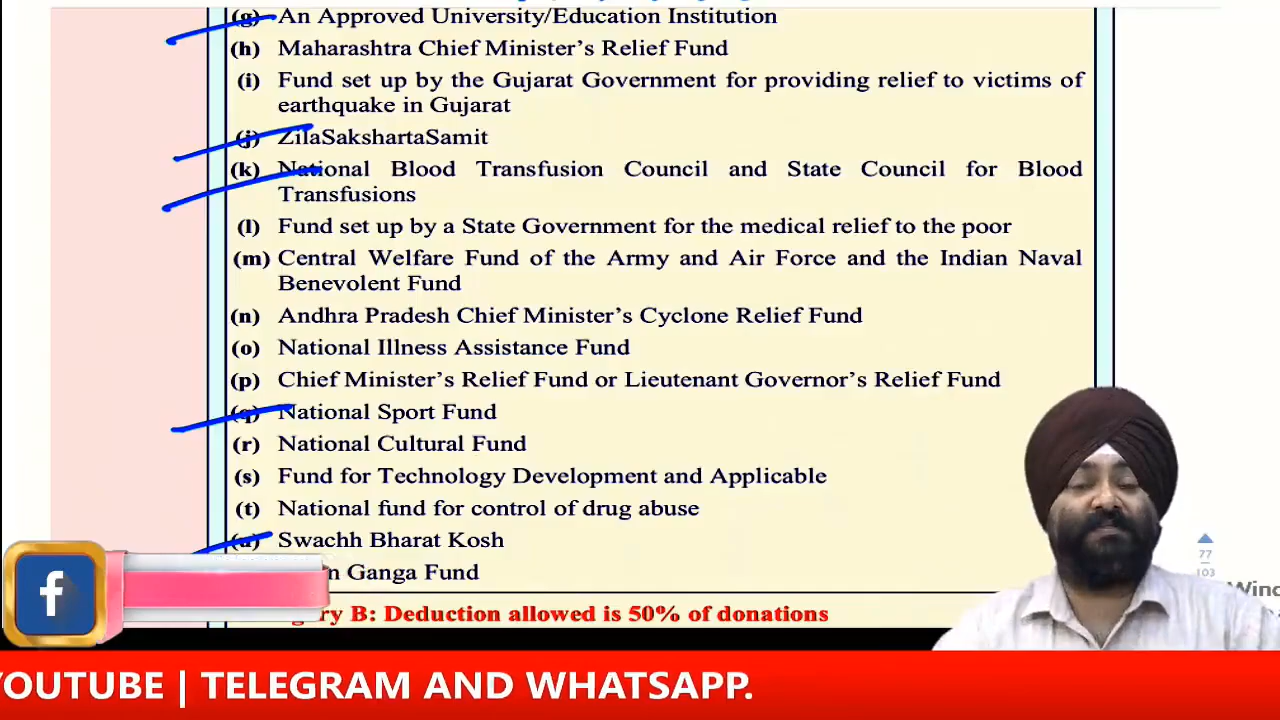 (g) An Approved University/Education Institution
(h) Maharashtra Chief Minister's Relief Fund
(i) Fund set up by the Gujarat Government for providing relief to victims of
earthquake in Gujarat
(j) ZilaSakshartaSamit
(k) National Blood Transfusion Council and State Council for Blood
Transfusions
(l) Fund set up by a State Government for the medical relief to the poor
(m) Central Welfare Fund of the Army and Air Force and the Indian Naval
Benevolent Fund
(n) Andhra Pradesh Chief Minister's Cyclone Relief Fund
(o) National Illness Assistance Fund
(p) Chief Minister's Relief Fund or Lieutenant Governor's Relief Fund
(q) National Sport Fund
(r) National Cultural Fund
(s) Fund for Technology Development and Applicable
(t) National fund for control of drug abuse
(u) Swachh Bharat Kosh
Ganga Fund
B: Deduction allowed is 50% of donations
77
103
f
YOUTUBE | TELEGRAM AND WHATSAPP.